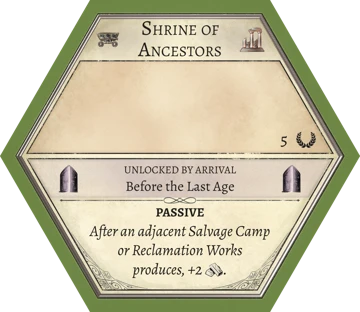 SHRINE OF
ANCESTORS
5
UNLOCKED BY ARRIVAL
Before the Last Age
PASSIVE
After an adjacent Salvage Camp
or Reclamation Works
produces, +2 .